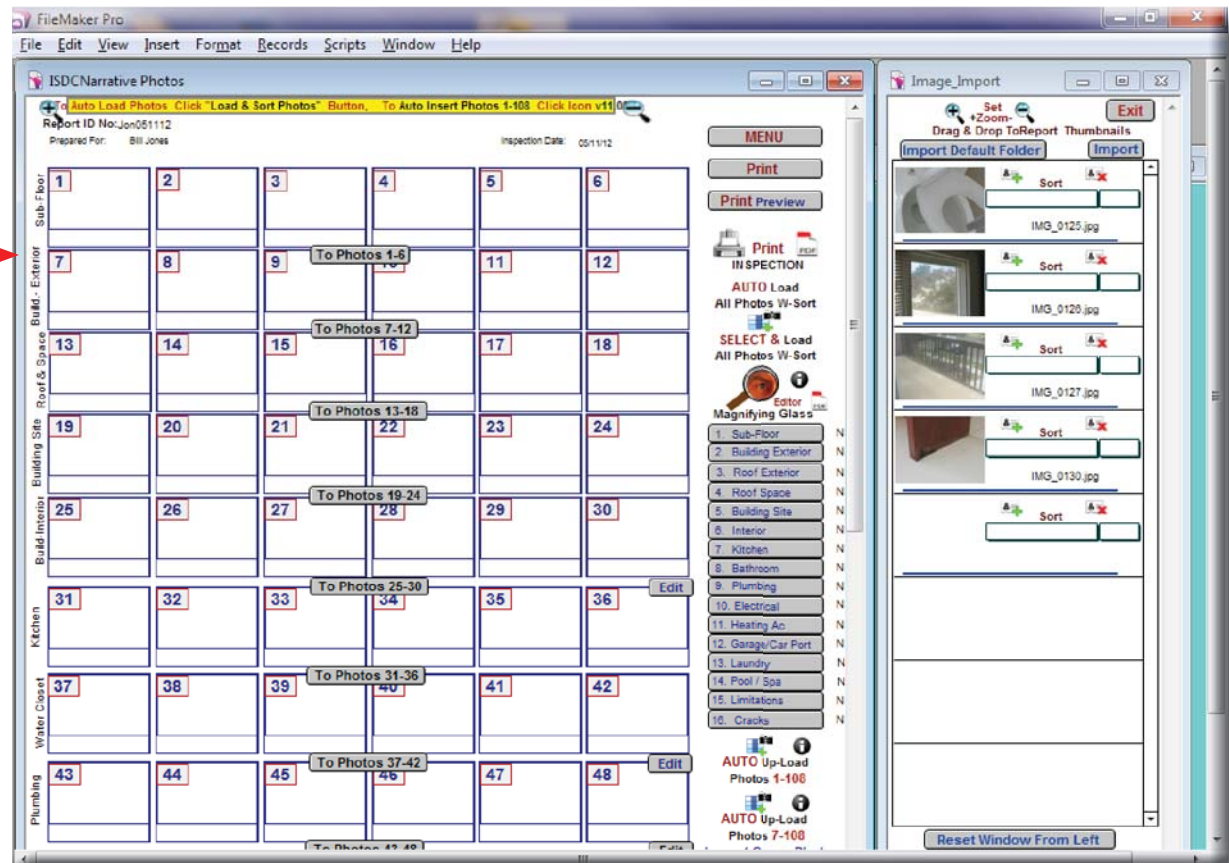 FileMaker Pro
File Edit View Insert Format Records Scripts Window Help
ISDCNarrative Photos
To Auto Load Photos Click "Load & Sort Photos" Button, To Auto Insert Photos 1-108 Click Icon v11
Report ID No: Jon051112
Prepared For: Bill Jones Inspection Date: 05/11/12
Sub-Floor
1 2 3 4 5 6
To Photos 1-6
Build.- Exterior
7 8 9 10 11 12
To Photos 7-12
Roof & Space
13 14 15 16 17 18
To Photos 13-18
Building Site
19 20 21 22 23 24
To Photos 19-24
Build-Interior
25 26 27 28 29 30
To Photos 25-30 Edit
Kitchen
31 32 33 34 35 36
To Photos 31-36
Water Closet
37 38 39 40 41 42
To Photos 37-42 Edit
Plumbing
43 44 45 46 47 48
To Photos 43-48 Edit
MENU
Print
Print Preview
Print PDF
INSPECTION
AUTO Load
All Photos W-Sort
SELECT & Load
All Photos W-Sort
Editor PDF
Magnifying Glass
1. Sub-Floor N
2 Building Exterior N
3. Roof Exterior N
4 Roof Space N
5. Building Site N
6. Interior N
7. Kitchen N
8. Bathroom N
9. Plumbing N
10. Electrical N
11. Heating Ac N
12. Garage/Car Port N
13. Laundry N
14. Pool / Spa N
15. Limitations N
16. Cracks N
AUTO Up-Load
Photos 1-108
AUTO Up-Load
Photos 7-108
Image_Import
Set
+Zoom-
Exit
Drag & Drop ToReport Thumbnails
Import Default Folder Import
Sort
IMG_0125.jpg
Sort
IMG_0126.jpg
Sort
IMG_0127.jpg
Sort
IMG_0130.jpg
Sort
Reset Window From Left